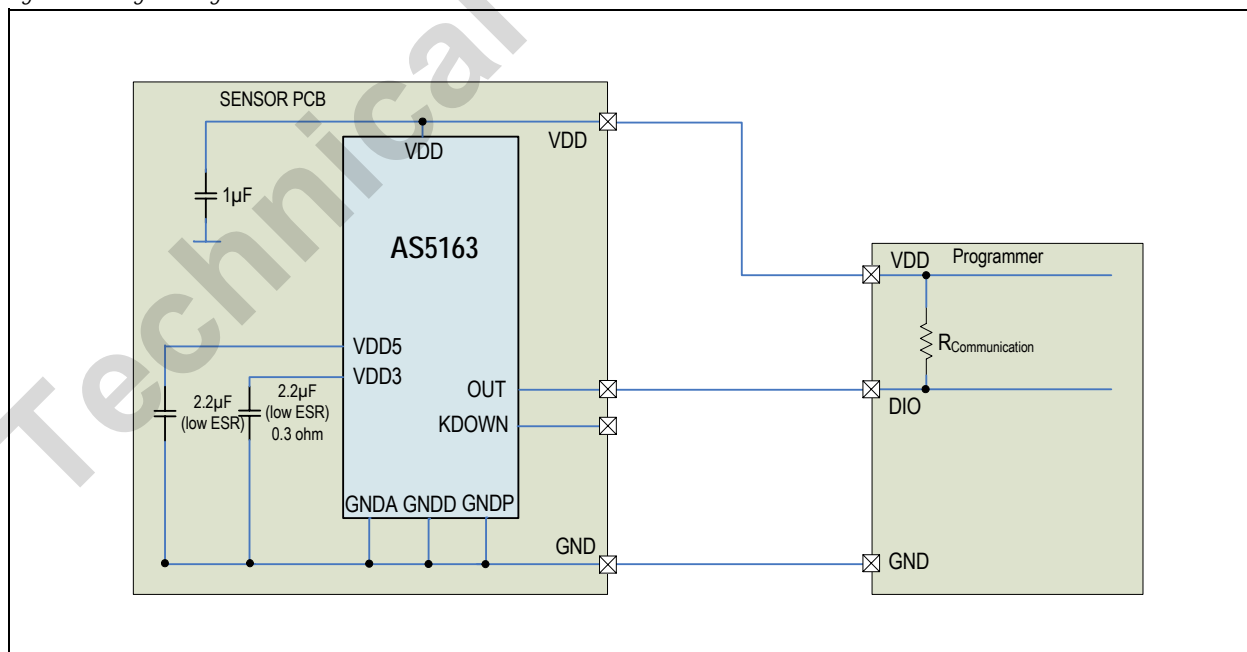 SENSOR PCB
VDD
VDD
1µF
AS5163
VDD
Programmer
RCommunication
VDD5
VDD3
2.2µF
(low ESR)
2.2µF
(low ESR)
0.3 ohm
OUT
KDOWN
DIO
GNDA GNDD GNDP
GND
GND
Technical